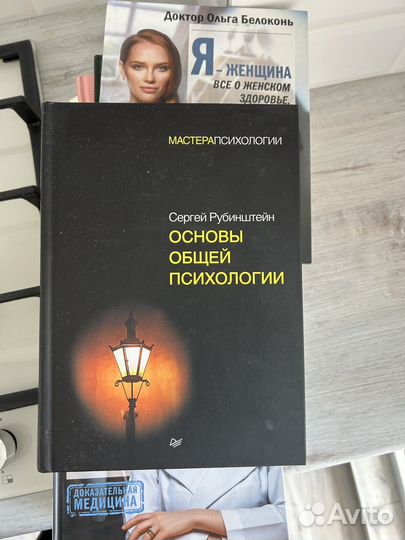 Доктор Ольга Белоконь
Я - ЖЕНЩИНА
ВСЕ О ЖЕНСКОМ
ЗДОРОВЬЕ,
МАСТЕРАПСИХОЛОГИИ
Сергей Рубинштейн
ОСНОВЫ
ОБЩЕЙ
ПСИХОЛОГИИ
ДОКАЗАТЕЛЬНАЯ
МЕДИЦИНА
Avito